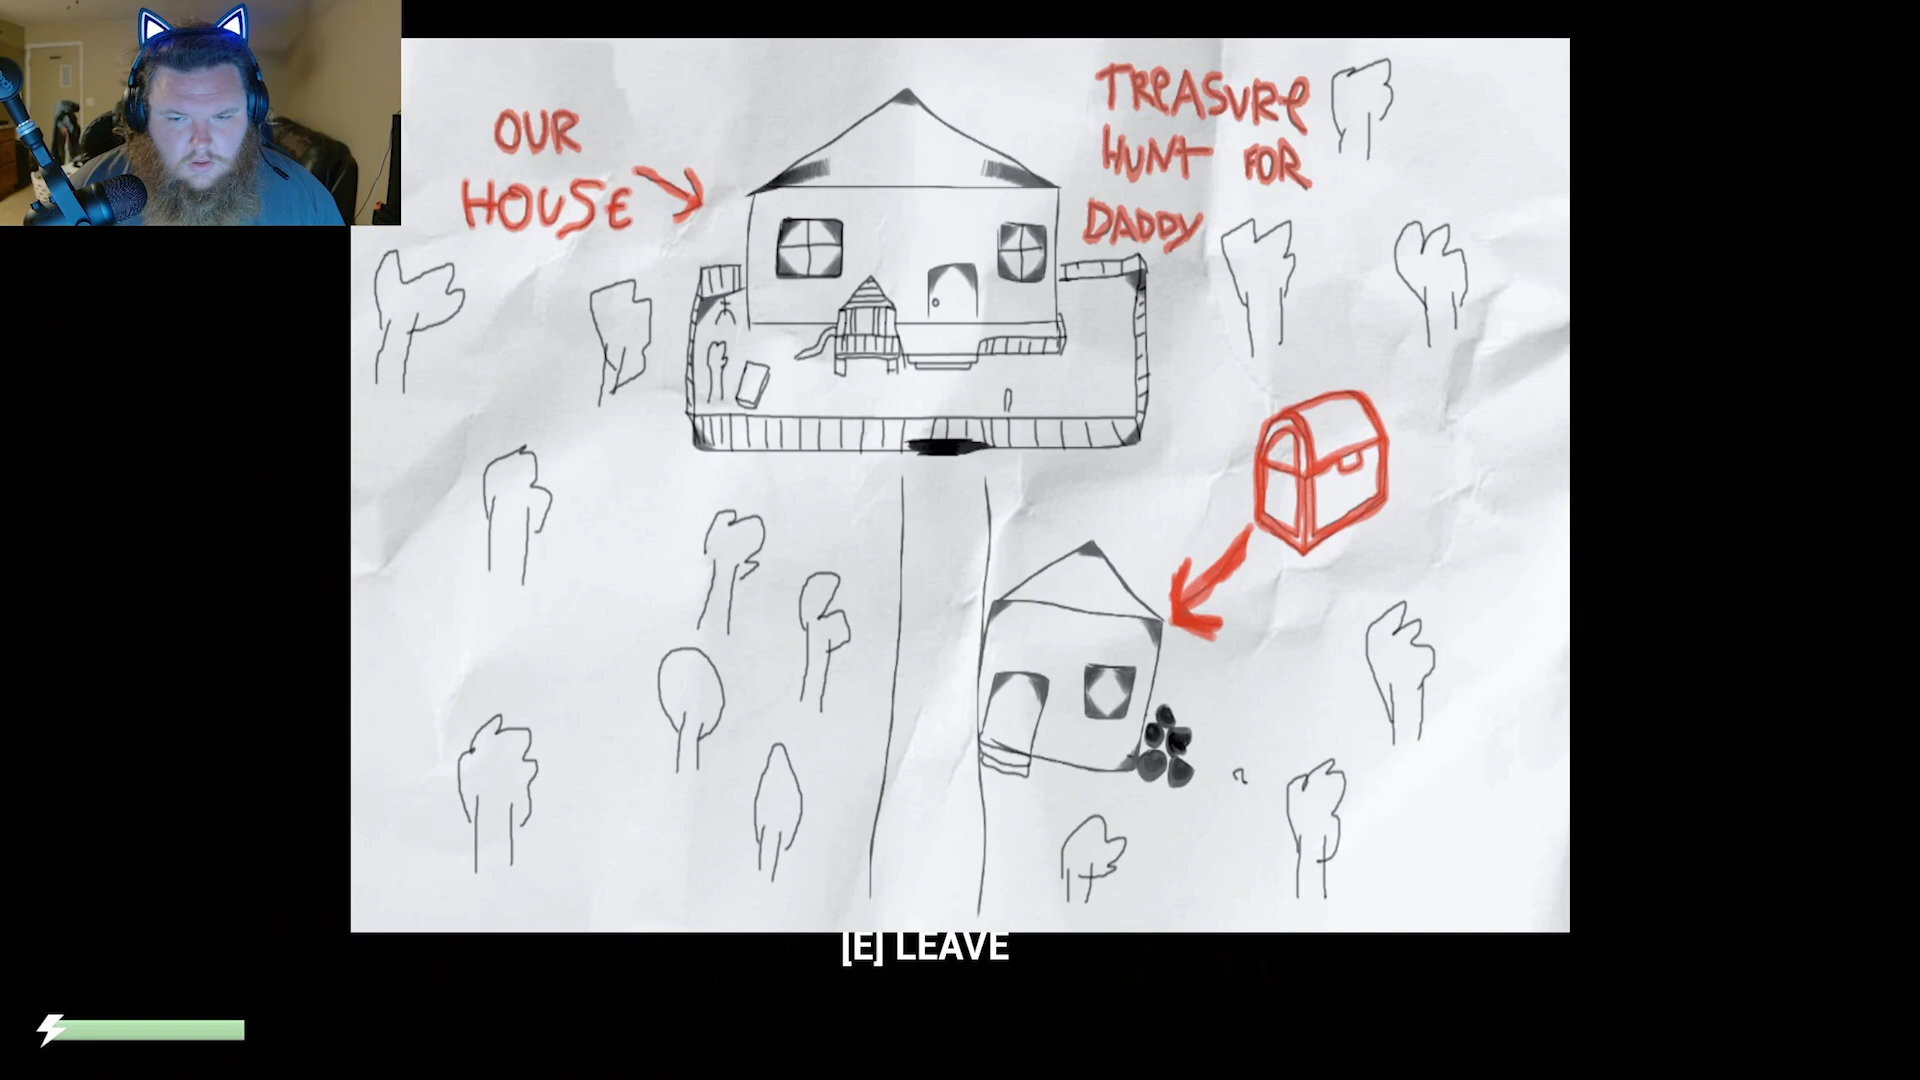 OUR
HOUSE
TREASURE
HUNT FOR
DADDY
[E] LEAVE